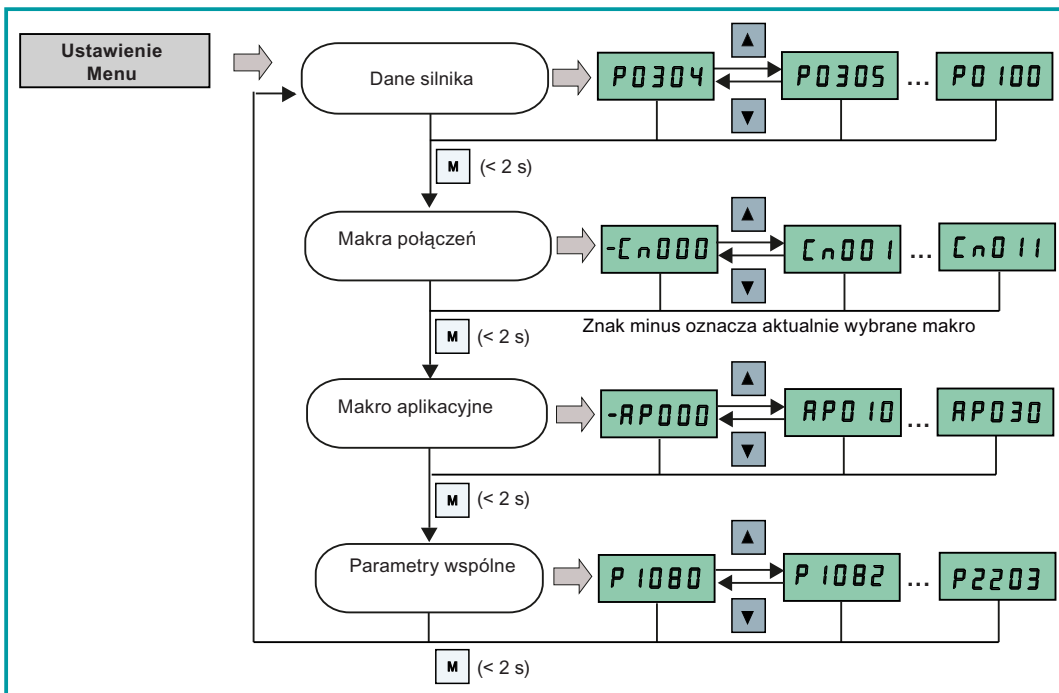 Ustawienie
Menu
Dane silnika
P0304
▲
▼
P0305
...
P0100
M (< 2 s)
Makra połączeń
-Cn000
▲
▼
Cn001
...
Cn011
Znak minus oznacza aktualnie wybrane makro
M (< 2 s)
Makro aplikacyjne
-AP000
▲
▼
AP010
...
AP030
M (< 2 s)
Parametry wspólne
P1080
▲
▼
P1082
...
P2203
M (< 2 s)